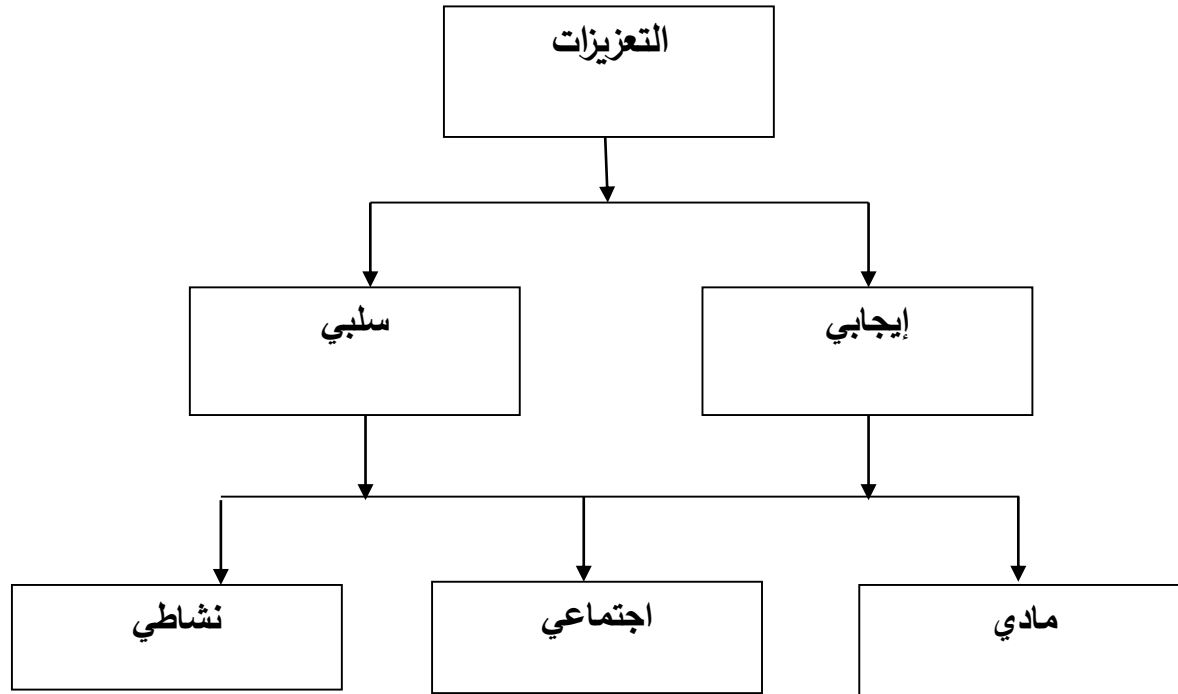 التعزيزات
إيجابي
سلبي
مادي
اجتماعي
نشاطي